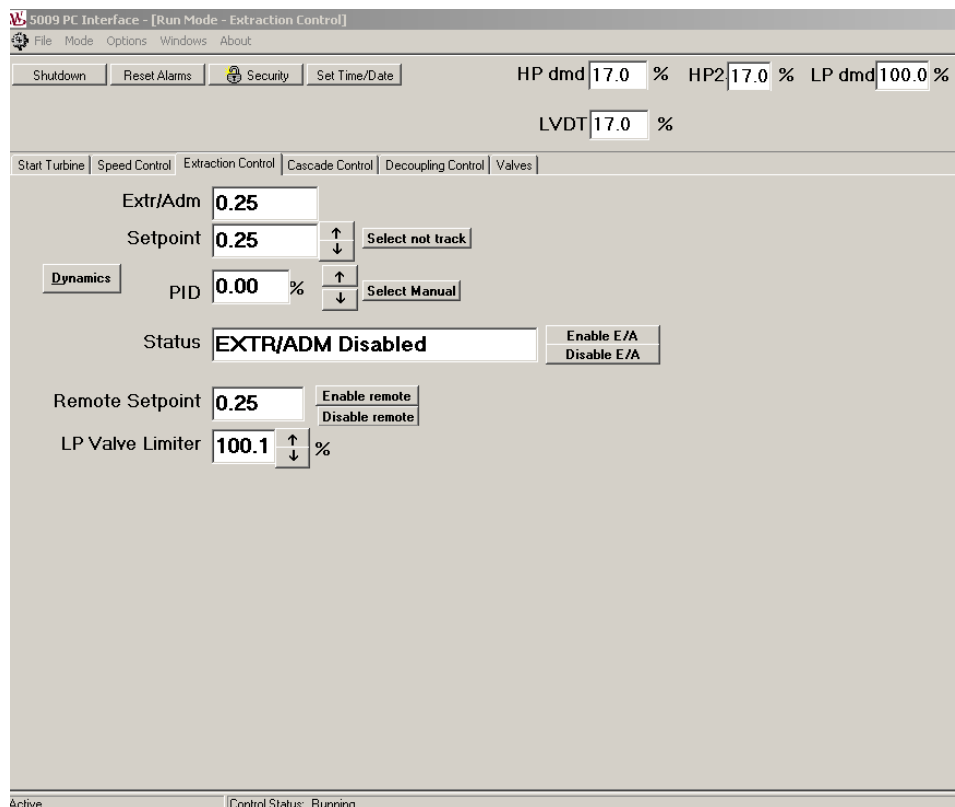 5009 PC Interface - [Run Mode - Extraction Control]
File Mode Options Windows About
Shutdown Reset Alarms Security Set Time/Date HP dmd 17.0 % HP2 17.0 % LP dmd 100.0 %
LVDT 17.0 %
Start Turbine Speed Control Extraction Control Cascade Control Decoupling Control Valves
Extr/Adm 0.25
Setpoint 0.25 ↑ ↓ Select not track
Dynamics PID 0.00 % ↑ ↓ Select Manual
Status EXTR/ADM Disabled Enable E/A
Disable E/A
Remote Setpoint 0.25 Enable remote
Disable remote
LP Valve Limiter 100.1 ↑ ↓ %
Active Control Status: Running